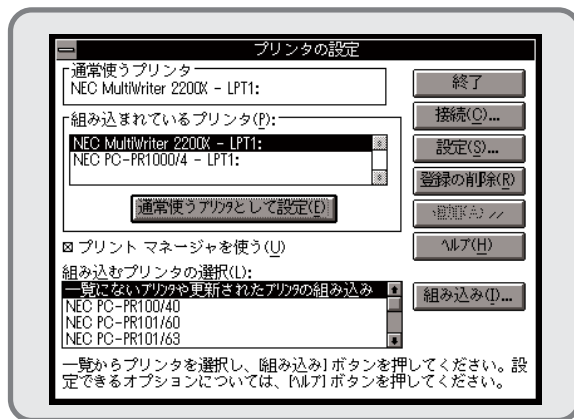 プリンタの設定
通常使うプリンタ
NEC MultiWriter 2200X - LPT1:
組み込まれているプリンタ(P):
NEC MultiWriter 2200X - LPT1:
NEC PC-PR1000/4 - LPT1:
通常使うプリンタとして設定(E)
プリント マネージャを使う(U)
組み込むプリンタの選択(L):
一覧にないプリンタや更新されたプリンタの組み込み
NEC PC-PR100/40
NEC PC-PR101/60
NEC PC-PR101/63
終了
接続(C)...
設定(S)...
登録の削除(R)
ヘルプ(H)
組み込み(I)...
一覧からプリンタを選択し、[組み込み] ボタンを押してください。設
定できるオプションについては、[ヘルプ] ボタンを押してください。